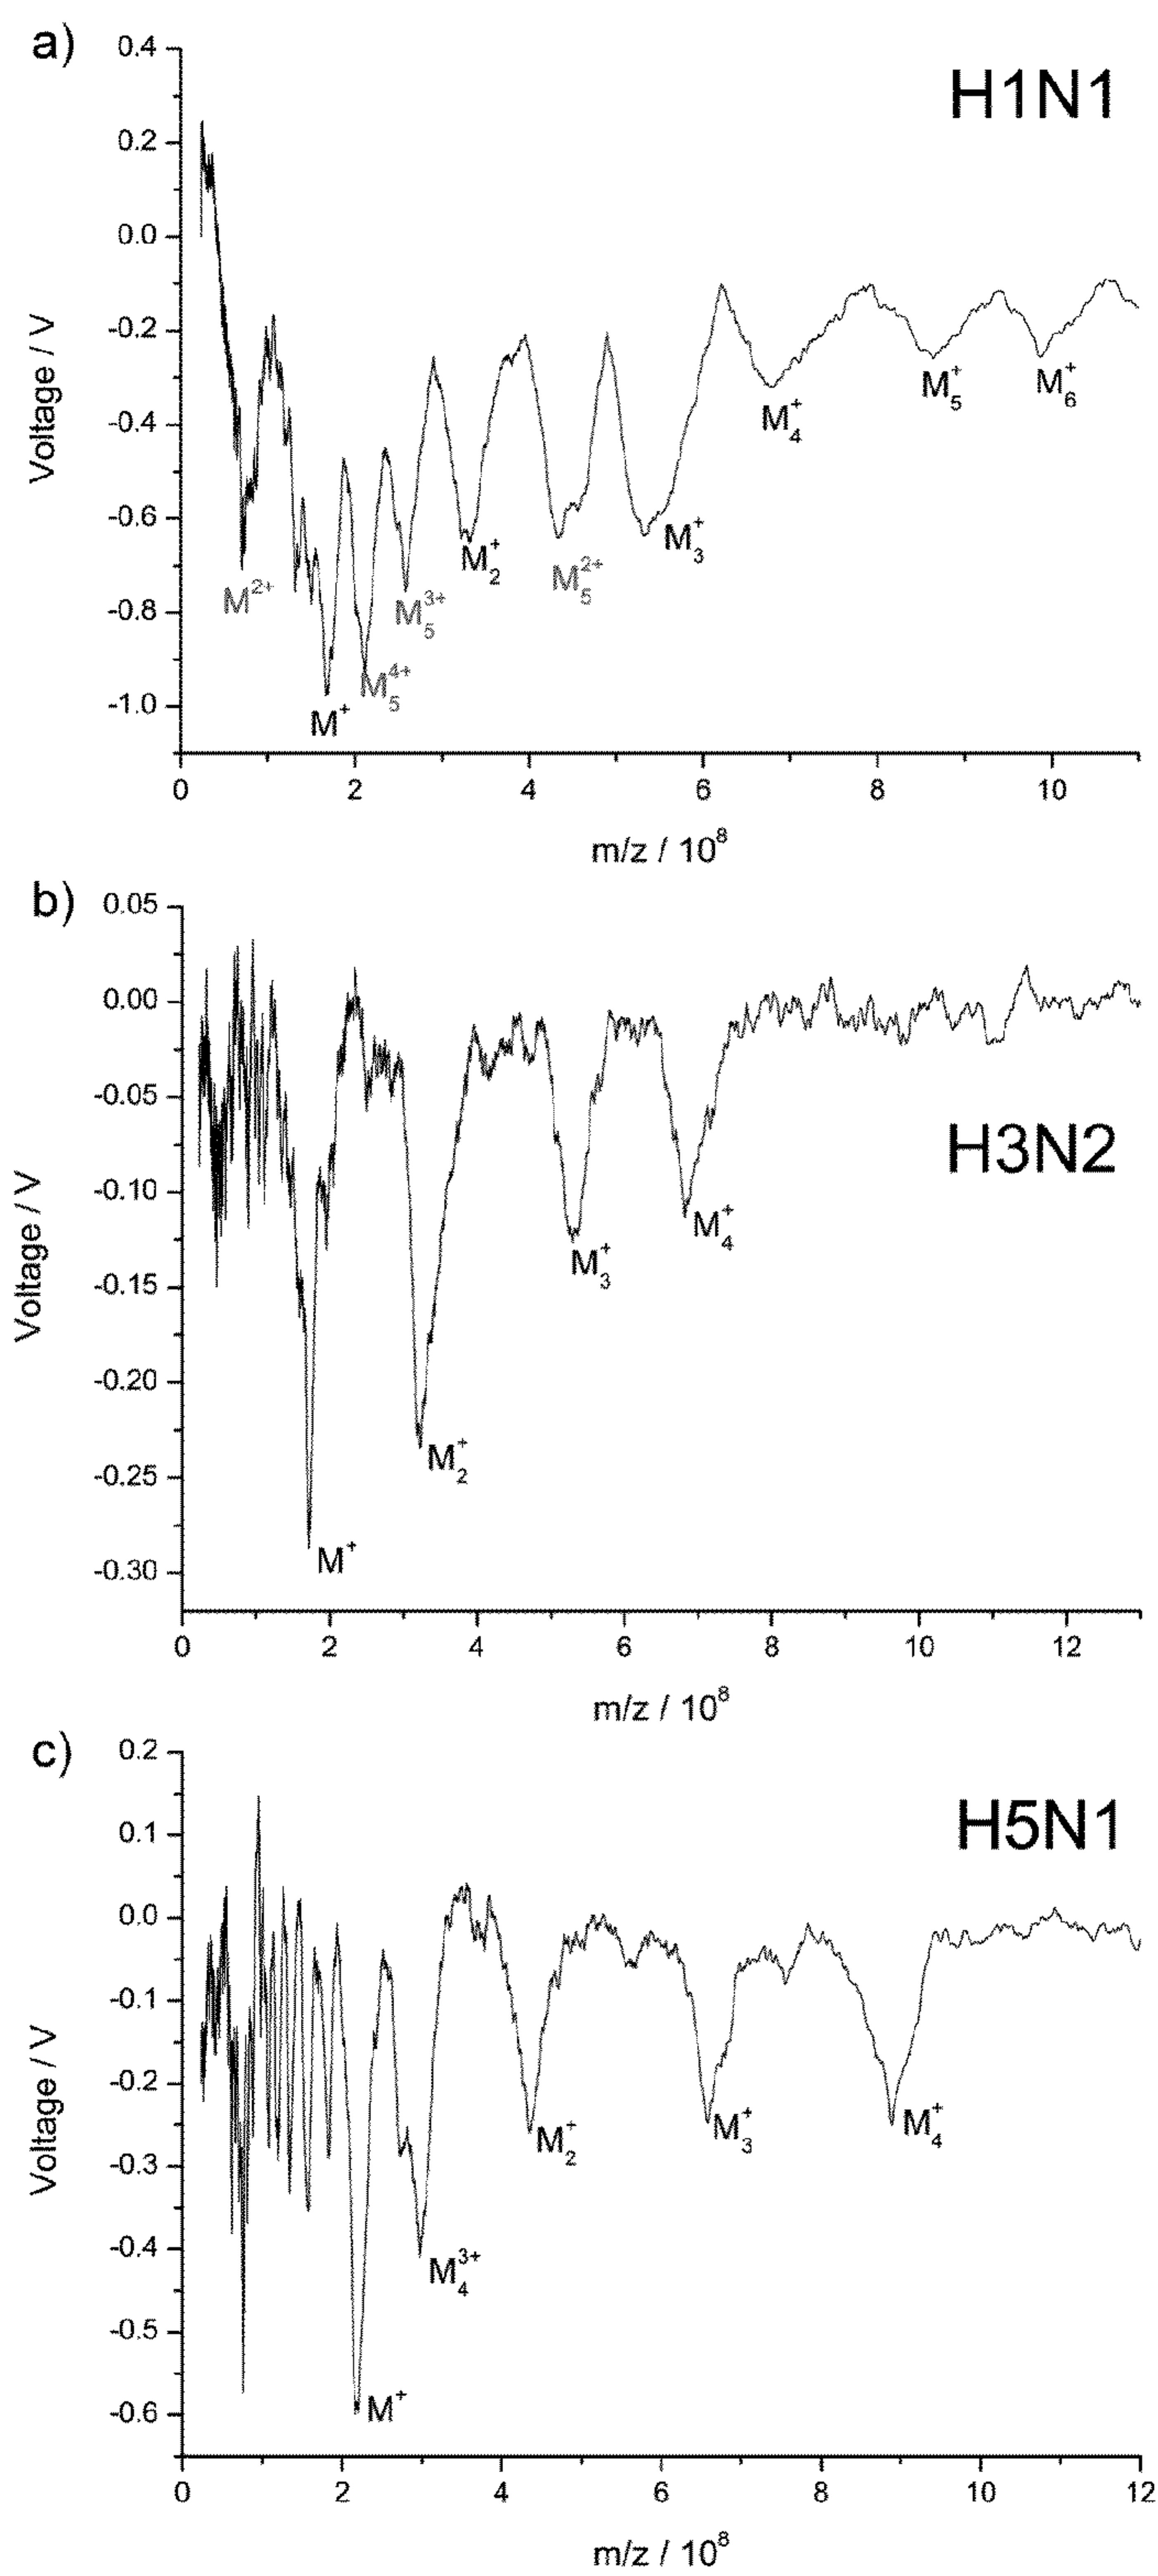 a)
H1N1
0.4
0.2
0.0
-0.2
-0.4
-0.6
-0.8
-1.0
Voltage / V
M²⁺
M⁺
M₅⁴⁺
M₅³⁺
M₂⁺
M₅²⁺
M₃⁺
M₄⁺
M₅⁺
M₆⁺
0 2 4 6 8 10
m/z / 10⁸
b)
H3N2
0.05
0.00
-0.05
-0.10
-0.15
-0.20
-0.25
-0.30
Voltage / V
M⁺
M₂⁺
M₃⁺
M₄⁺
0 2 4 6 8 10 12
m/z / 10⁸
c)
H5N1
0.2
0.1
0.0
-0.1
-0.2
-0.3
-0.4
-0.5
-0.6
Voltage / V
M⁺
M₄³⁺
M₂⁺
M₃⁺
M₄⁺
0 2 4 6 8 10 12
m/z / 10⁸